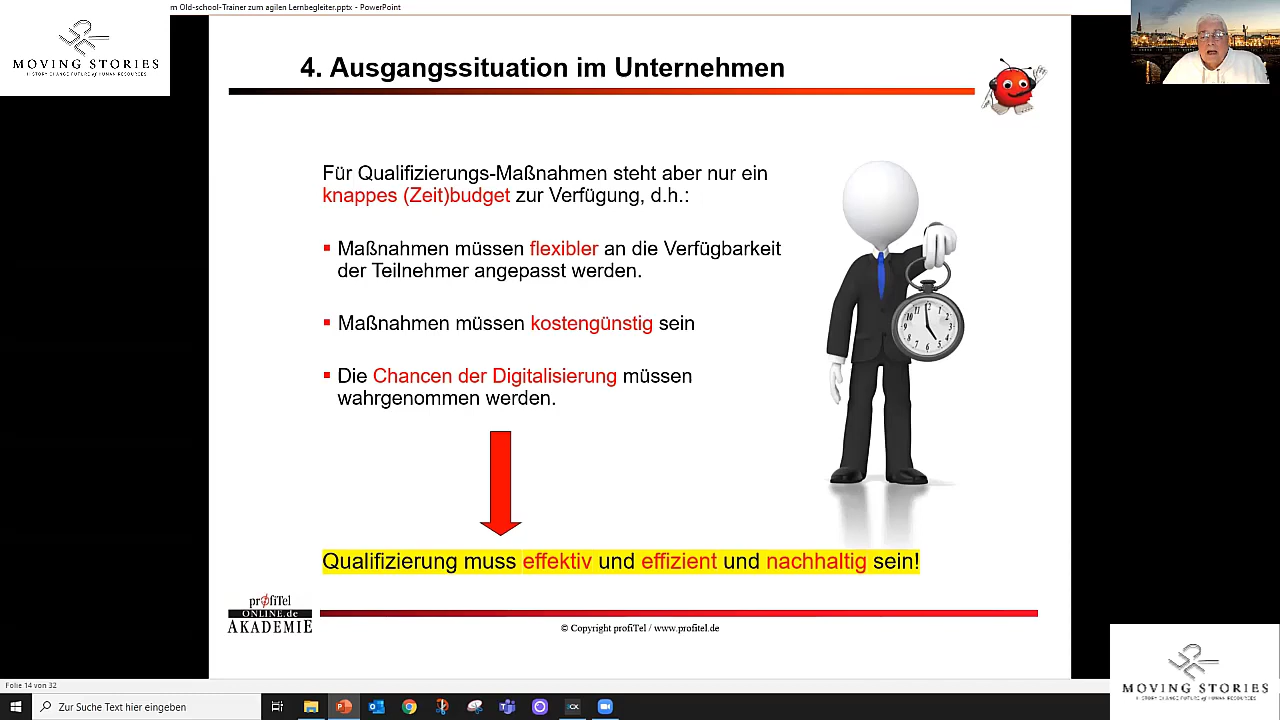 m Old-school-Trainer zum agilen Lernbegleiter.pptx - PowerPoint
MOVING STORIES
4. Ausgangssituation im Unternehmen
Für Qualifizierungs-Maßnahmen steht aber nur ein
knappes (Zeit)budget zur Verfügung, d.h.:
Maßnahmen müssen flexibler an die Verfügbarkeit
der Teilnehmer angepasst werden.
Maßnahmen müssen kostengünstig sein
Die Chancen der Digitalisierung müssen
wahrgenommen werden.
Qualifizierung muss effektiv und effizient und nachhaltig sein!
profiTel
ONLINE.de
AKADEMIE
© Copyright profiTel / www.profitel.de
MOVING STORIES
Folie 14 von 32
Zur Suche Text hier eingeben